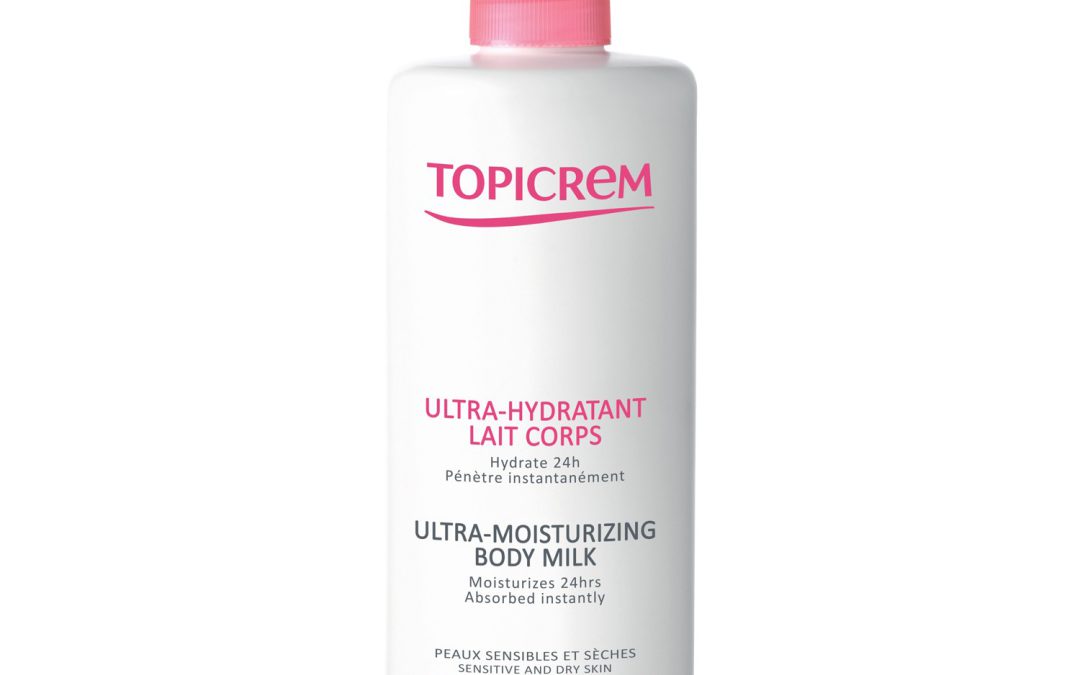 TOPICREM
ULTRA-HYDRATANT
LAIT CORPS
Hydrate 24h
Pénètre instantanément
ULTRA-MOISTURIZING
BODY MILK
Moisturizes 24hrs
Absorbed instantly
PEAUX SENSIBLES ET SÈCHES
SENSITIVE AND DRY SKIN